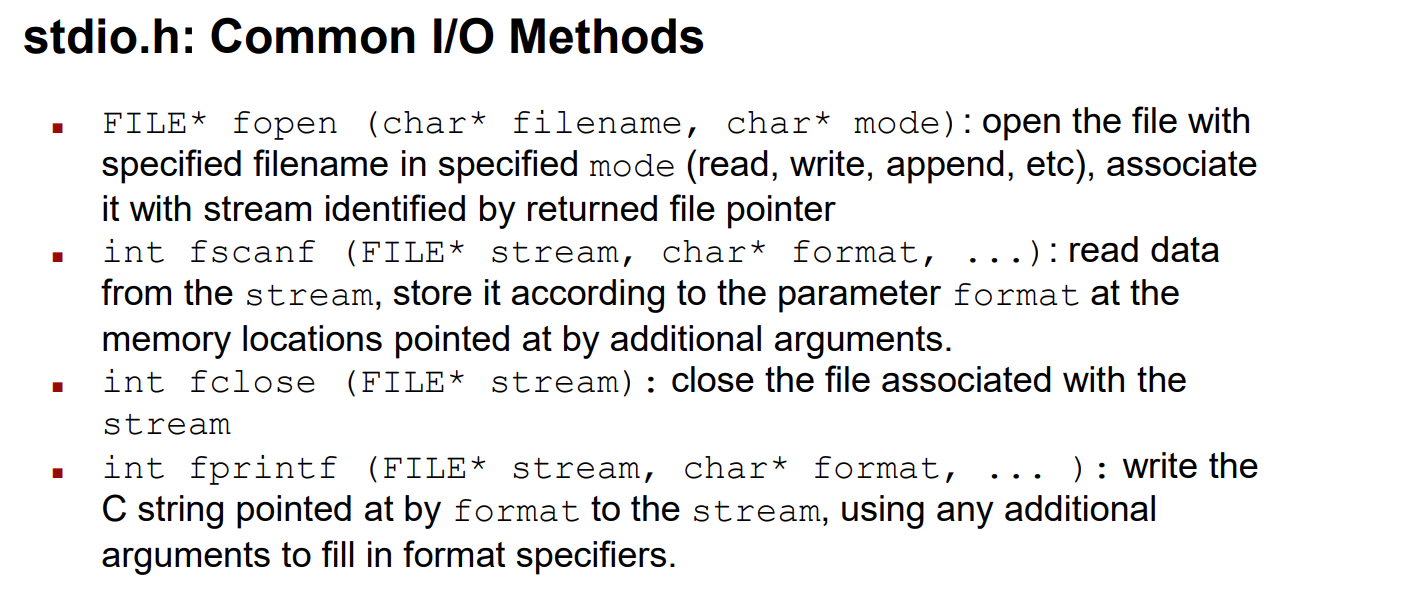 stdio.h: Common I/O Methods
▪ FILE* fopen (char* filename, char* mode): open the file with
specified filename in specified mode (read, write, append, etc), associate
it with stream identified by returned file pointer
▪ int fscanf (FILE* stream, char* format, ...): read data
from the stream, store it according to the parameter format at the
memory locations pointed at by additional arguments.
▪ int fclose (FILE* stream): close the file associated with the
stream
▪ int fprintf (FILE* stream, char* format, ... ): write the
C string pointed at by format to the stream, using any additional
arguments to fill in format specifiers.